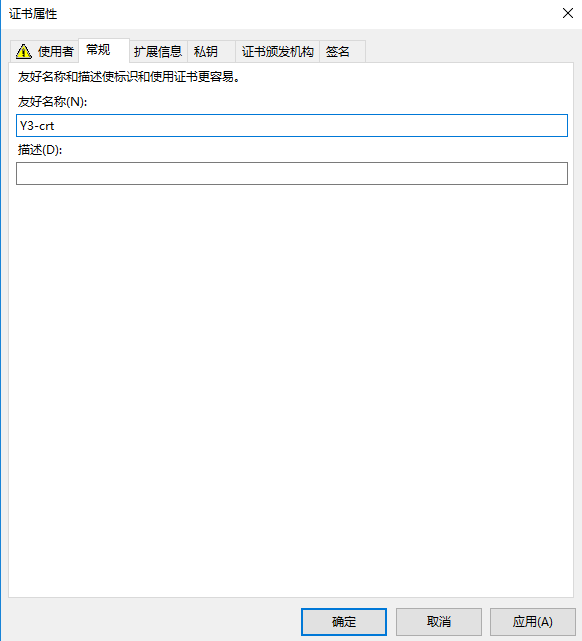 证书属性
使用者 常规 扩展信息 私钥 证书颁发机构 签名
友好名称和描述使标识和使用证书更容易。
友好名称(N):
Y3-crt
描述(D):
确定 取消 应用(A)